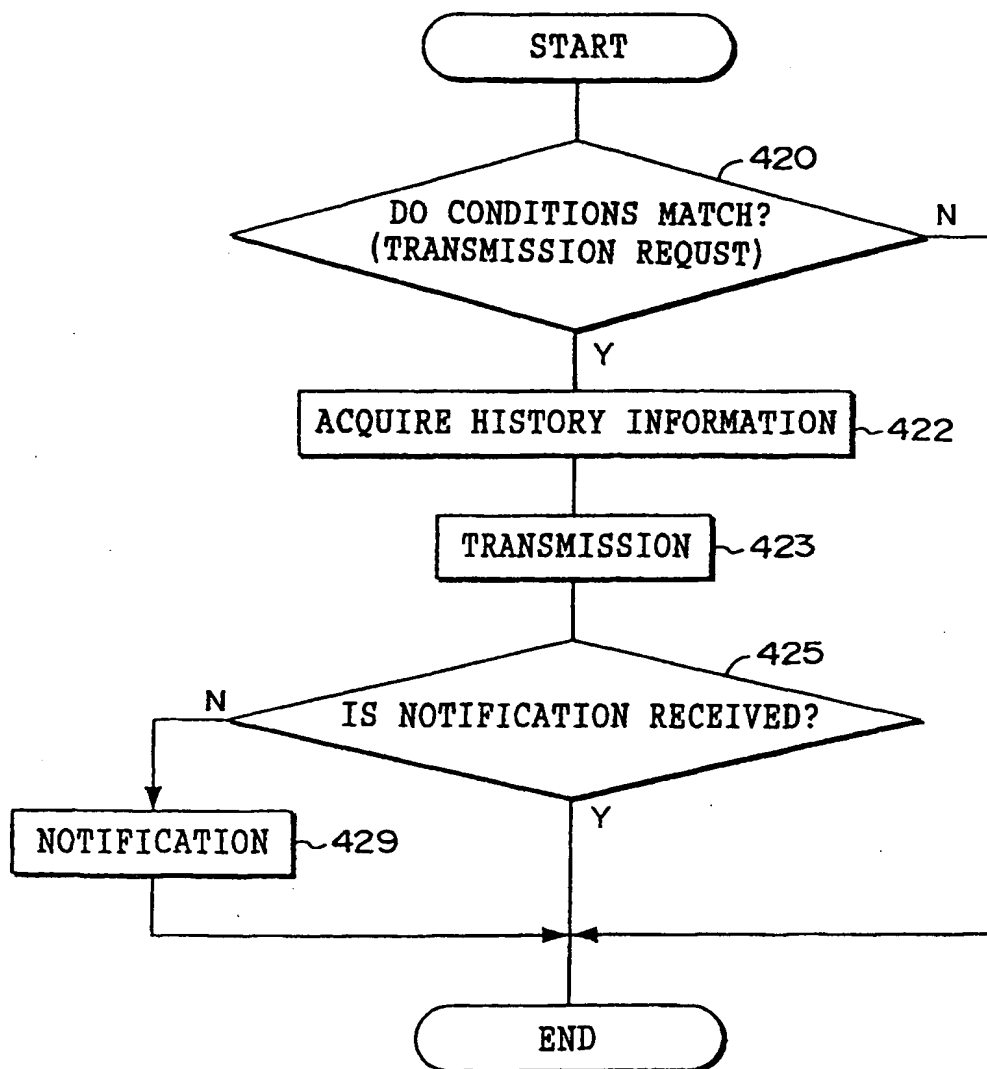 START
420
DO CONDITIONS MATCH?
N
(TRANSMISSION REQUST)
Y
ACQUIRE HISTORY INFORMATION
422
TRANSMISSION
423
425
N
IS NOTIFICATION RECEIVED?
Y
NOTIFICATION
429
END